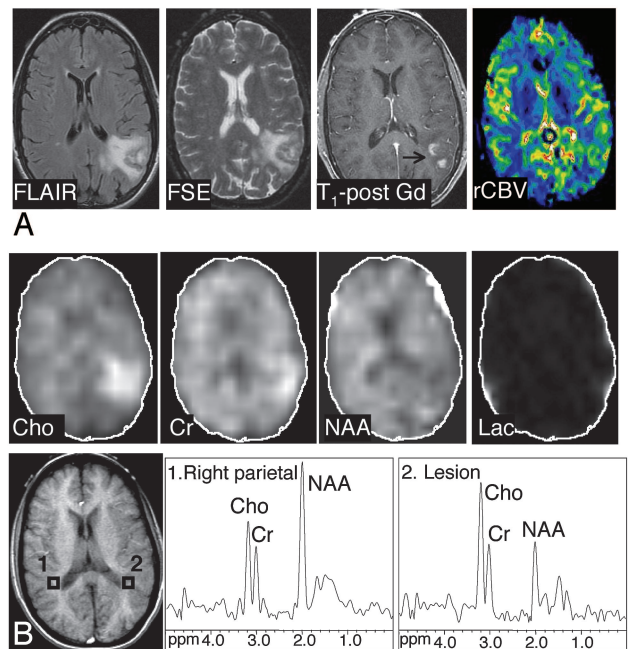 FLAIR FSE T1-post Gd rCBV
A
Cho Cr NAA Lac
1.Right parietal
NAA
Cho
Cr
2. Lesion
Cho
Cr NAA
1 2
B
ppm 4.0 3.0 2.0 1.0
ppm 4.0 3.0 2.0 1.0